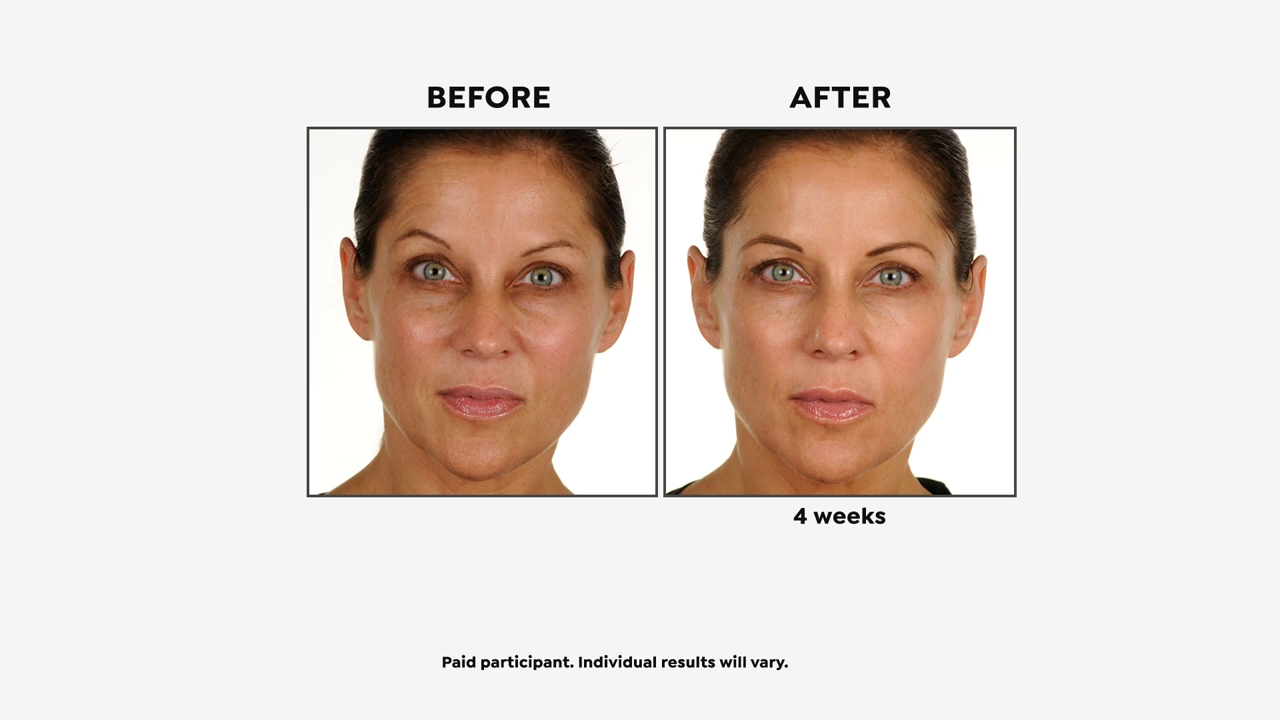 BEFORE
AFTER
4 weeks
Paid participant. Individual results will vary.